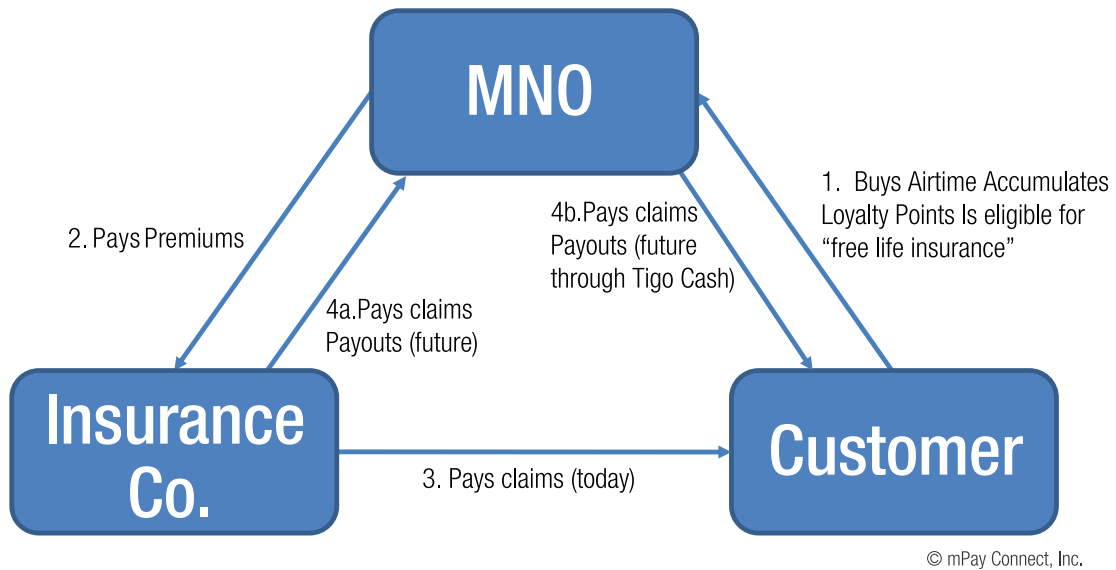 MNO
1. Buys Airtime Accumulates
Loyalty Points Is eligible for
“free life insurance”
2. Pays Premiums
4b.Pays claims
Payouts (future
through Tigo Cash)
4a.Pays claims
Payouts (future)
Insurance
Co.
3. Pays claims (today)
Customer
© mPay Connect, Inc.